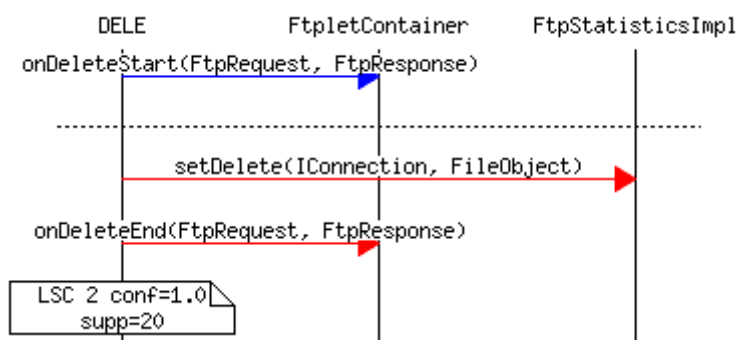 DELE FtpletContainer FtpStatisticsImpl
onDeleteStart(FtpRequest, FtpResponse)
setDelete(IConnection, FileObject)
onDeleteEnd(FtpRequest, FtpResponse)
LSC 2 conf=1.0
supp=20